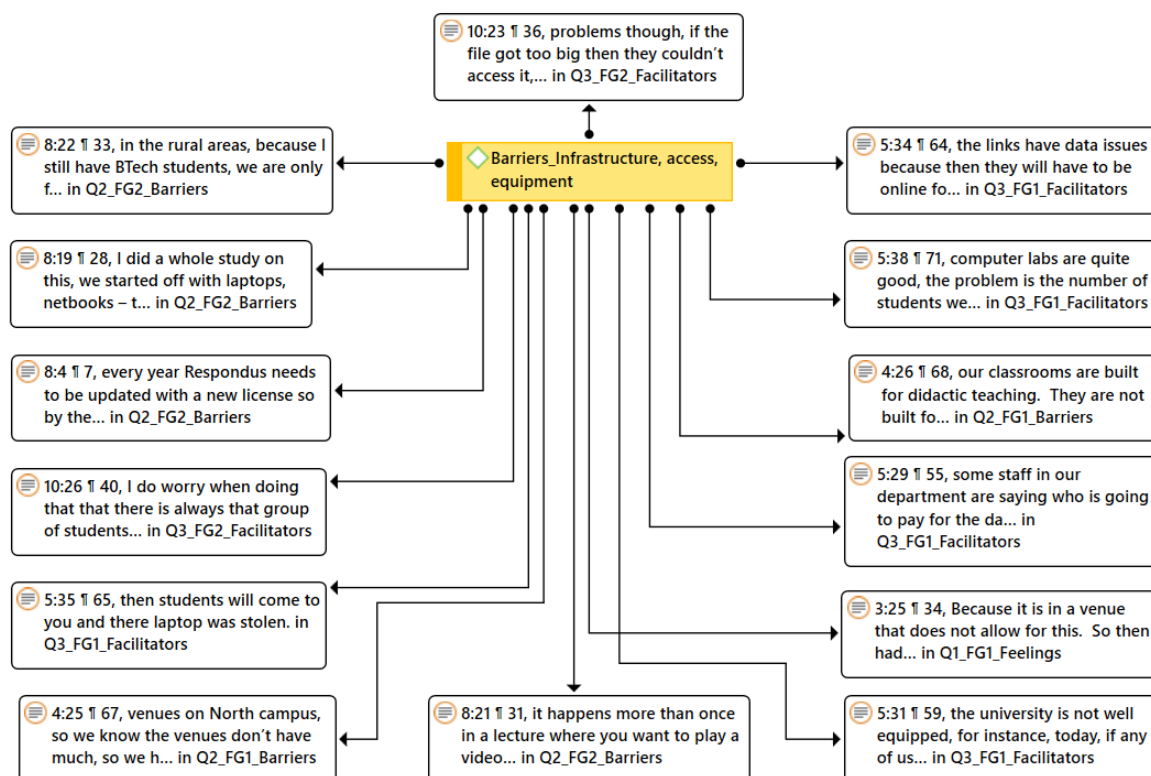 10:23 ¶ 36, problems though, if the
file got too big then they couldn’t
access it,... in Q3_FG2_Facilitators
8:22 ¶ 33, in the rural areas, because I
still have BTech students, we are only
f... in Q2_FG2_Barriers
Barriers_Infrastructure, access,
equipment
5:34 ¶ 64, the links have data issues
because then they will have to be
online fo... in Q3_FG1_Facilitators
8:19 ¶ 28, I did a whole study on
this, we started off with laptops,
netbooks – t... in Q2_FG2_Barriers
5:38 ¶ 71, computer labs are quite
good, the problem is the number of
students we... in Q3_FG1_Facilitators
8:4 ¶ 7, every year Respondus needs
to be updated with a new license so
by the... in Q2_FG2_Barriers
4:26 ¶ 68, our classrooms are built
for didactic teaching.  They are not
built fo... in Q2_FG1_Barriers
10:26 ¶ 40, I do worry when doing
that that there is always that group
of students... in Q3_FG2_Facilitators
5:29 ¶ 55, some staff in our
department are saying who is going
to pay for the da... in
Q3_FG1_Facilitators
5:35 ¶ 65, then students will come to
you and there laptop was stolen. in
Q3_FG1_Facilitators
3:25 ¶ 34, Because it is in a venue
that does not allow for this.  So then
had... in Q1_FG1_Feelings
4:25 ¶ 67, venues on North campus,
so we know the venues don’t have
much, so we h... in Q2_FG1_Barriers
8:21 ¶ 31, it happens more than once
in a lecture where you want to play a
video... in Q2_FG2_Barriers
5:31 ¶ 59, the university is not well
equipped, for instance, today, if any
of us... in Q3_FG1_Facilitators